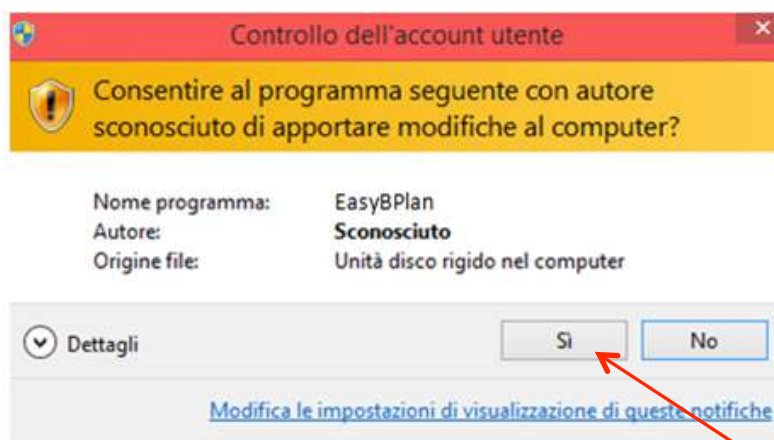 Controllo dell'account utente
Consentire al programma seguente con autore
sconosciuto di apportare modifiche al computer?
Nome programma: EasyBPlan
Autore: Sconosciuto
Origine file: Unità disco rigido nel computer
Dettagli Sì No
Modifica le impostazioni di visualizzazione di queste notifiche